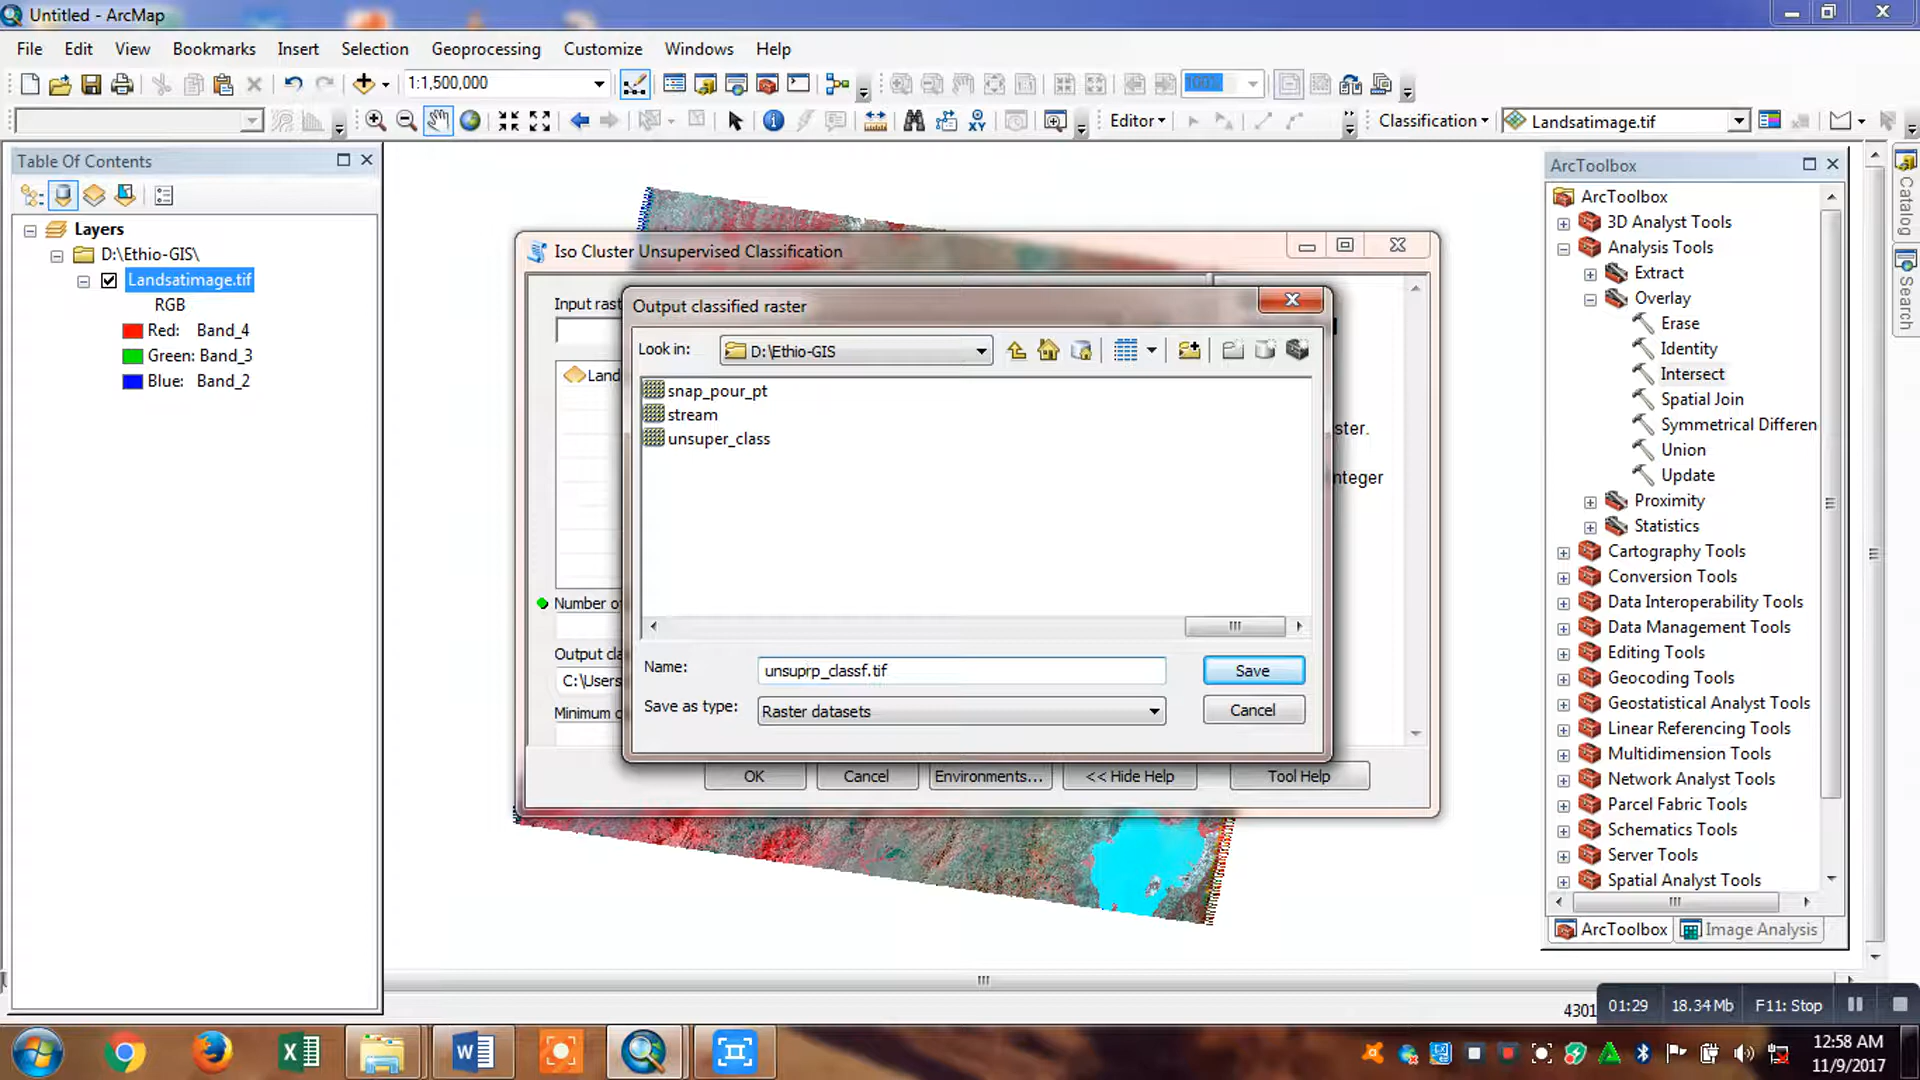 Untitled - ArcMap
File Edit View Bookmarks Insert Selection Geoprocessing Customize Windows Help
1:1,500,000
100%
Editor
Classification
Landsatimage.tif
Table Of Contents
Layers
D:\Ethio-GIS\
Landsatimage.tif
RGB
Red: Band_4
Green: Band_3
Blue: Band_2
Iso Cluster Unsupervised Classification
Input rast
Land
Number of
Output cla
C:\Users
Minimum c
ster.
nteger
OK
Cancel
Environments...
<< Hide Help
Tool Help
Output classified raster
Look in:
D:\Ethio-GIS
snap_pour_pt
stream
unsuper_class
Name:
unsuprp_classf.tif
Save
Save as type:
Raster datasets
Cancel
ArcToolbox
ArcToolbox
3D Analyst Tools
Analysis Tools
Extract
Overlay
Erase
Identity
Intersect
Spatial Join
Symmetrical Differen
Union
Update
Proximity
Statistics
Cartography Tools
Conversion Tools
Data Interoperability Tools
Data Management Tools
Editing Tools
Geocoding Tools
Geostatistical Analyst Tools
Linear Referencing Tools
Multidimension Tools
Network Analyst Tools
Parcel Fabric Tools
Schematics Tools
Server Tools
Spatial Analyst Tools
ArcToolbox
Image Analysis
Catalog
Search
4301
01:29
18.34 Mb
F11: Stop
12:58 AM
11/9/2017